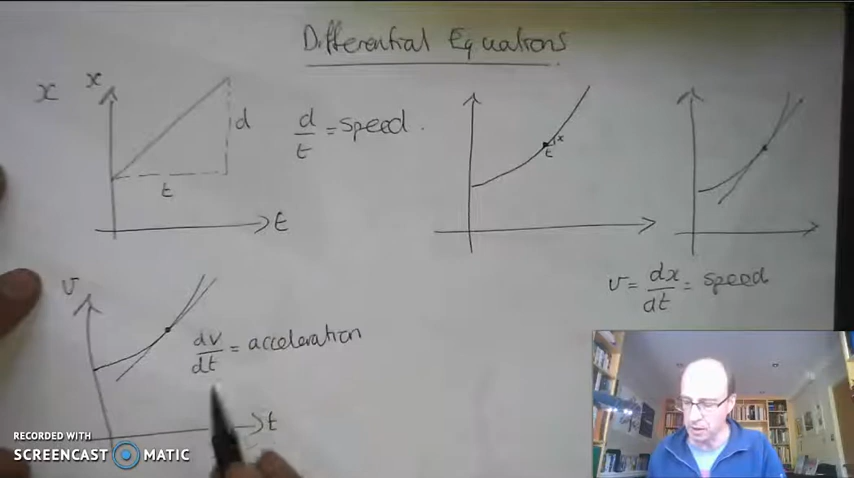 Differential Equations
x
x
d
t
t
d/t = speed.
x
t
v = dx/dt = speed
v
dv/dt = acceleration
t
RECORDED WITH
SCREENCAST O MATIC